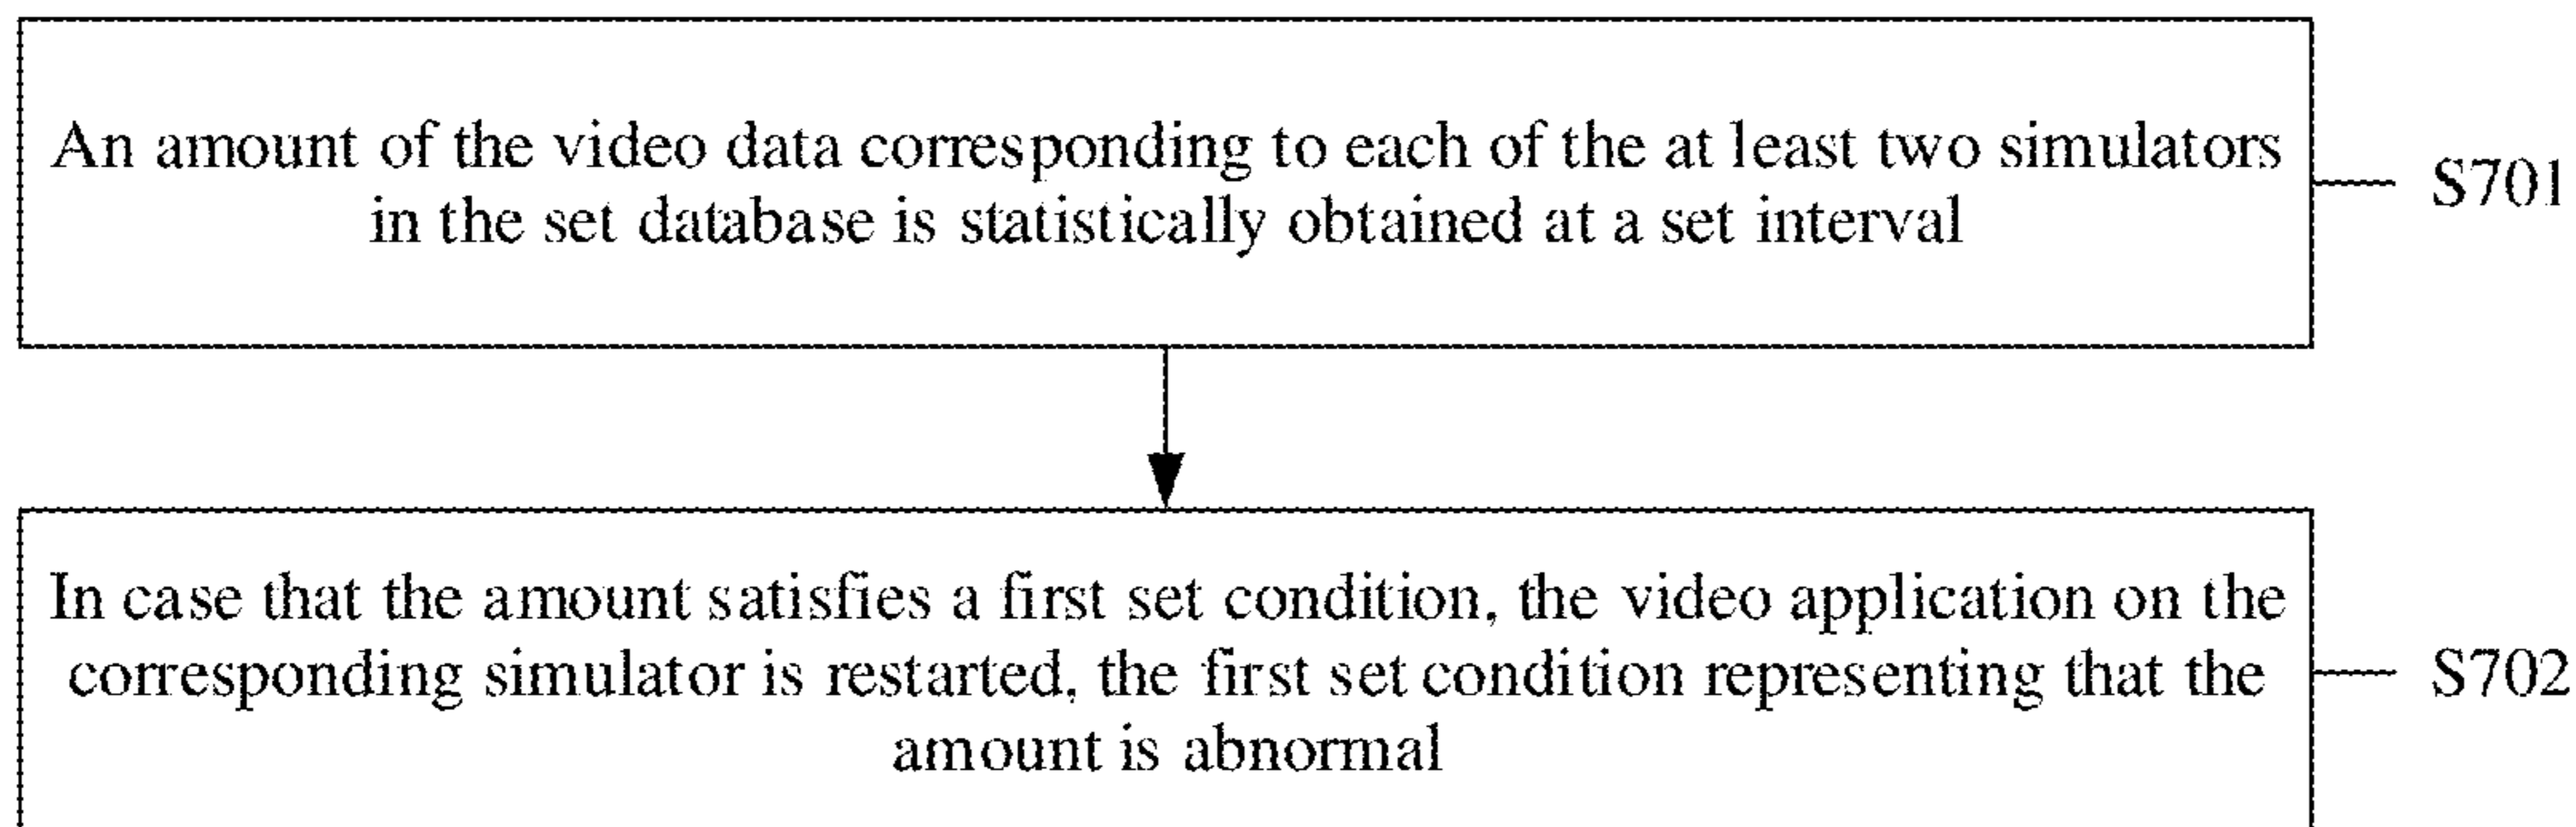 An amount of the video data corresponding to each of the at least two simulators
in the set database is statistically obtained at a set interval
S701
In case that the amount satisfies a first set condition, the video application on the
corresponding simulator is restarted, the first set condition representing that the
amount is abnormal
S702